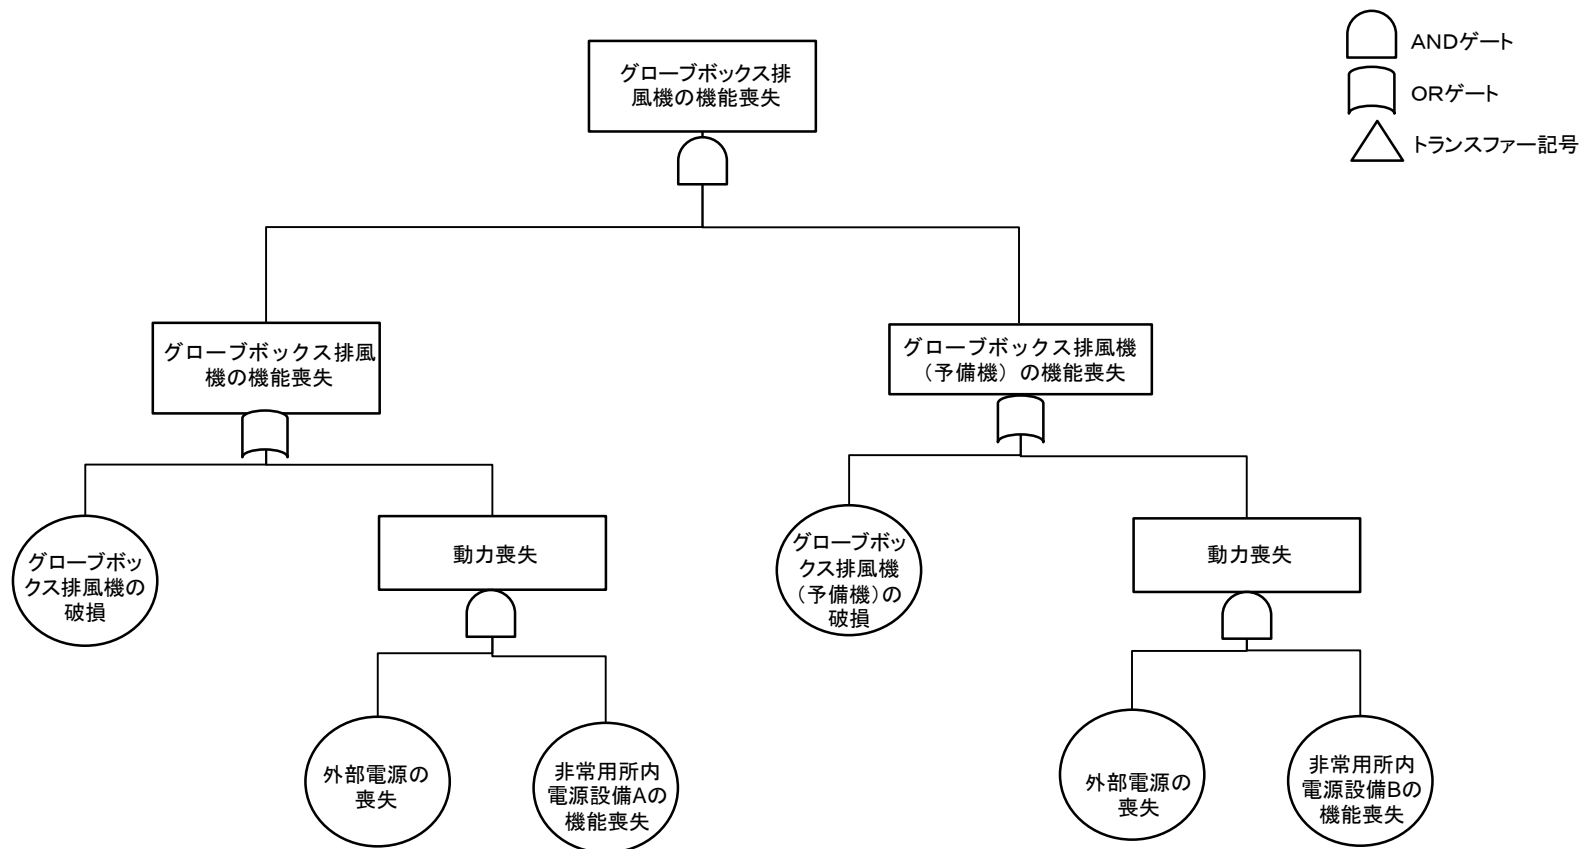 グローブボックス排
風機の機能喪失
ANDゲート
ORゲート
トランスファー記号
グローブボックス排風
機の機能喪失
グローブボックス排風機
（予備機）の機能喪失
グローブボッ
クス排風機の
破損
動力喪失
グローブボッ
クス排風機
（予備機）の
破損
動力喪失
外部電源の
喪失
非常用所内
電源設備Aの
機能喪失
外部電源の
喪失
非常用所内
電源設備Bの
機能喪失